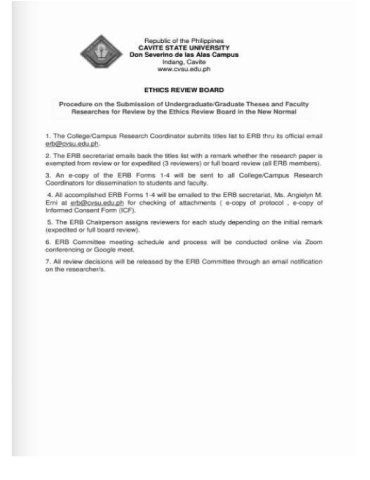 Republic of the Philippines
CAVITE STATE UNIVERSITY
Don Severino de las Alas Campus
Indang, Cavite
www.cvsu.edu.ph
ETHICS REVIEW BOARD
Procedure on the Submission of Undergraduate/Graduate Theses and Faculty
Researches for Review by the Ethics Review Board in the New Normal
1. The College/Campus Research Coordinator submits titles list to ERB thru its official email
erb@cvsu.edu.ph.
2. The ERB secretariat emails back the titles list with a remark whether the research paper is
exempted from review or for expedited (3 reviewers) or full board review (all ERB members).
3. An e-copy of the ERB Forms 1-4 will be sent to all College/Campus Research
Coordinators for dissemination to students and faculty.
4. All accomplished ERB Forms 1-4 will be emailed to the ERB secretariat, Ms. Angielyn M.
Erni at erb@cvsu.edu.ph for checking of attachments ( e-copy of protocol , e-copy of
Informed Consent Form (ICF).
5. The ERB Chairperson assigns reviewers for each study depending on the initial remark
(expedited or full board review).
6. ERB Committee meeting schedule and process will be conducted online via Zoom
conferencing or Google meet.
7. All review decisions will be released by the ERB Committee through an email notification
on the researcher/s.